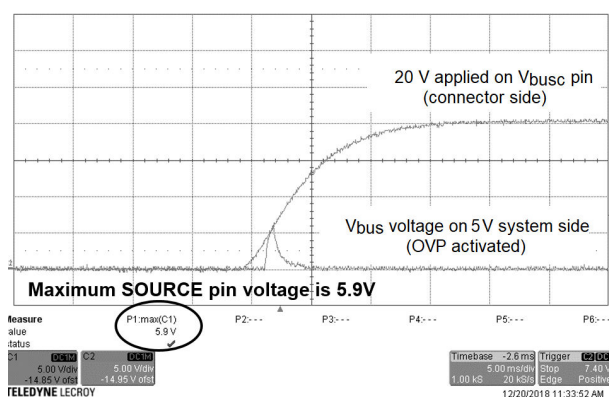 20 V applied on Vbusc pin
(connector side)
Vbus voltage on 5V system side
(OVP activated)
2
Maximum SOURCE pin voltage is 5.9V
Measure P1:max(C1) P2:--- P3:--- P4:--- P5:--- P6:---
alue 5.9 V
status
C1 DC1M C2 DC1M Timebase -2.6 ms Trigger C2 DC
5.00 V/div 5.00 V/div 5.00 ms/div Stop 7.40 V
-14.85 V ofst -14.95 V ofst 1.00 kS 20 kS/s Edge Positive
TELEDYNE LECROY 12/20/2018 11:33:52 AM